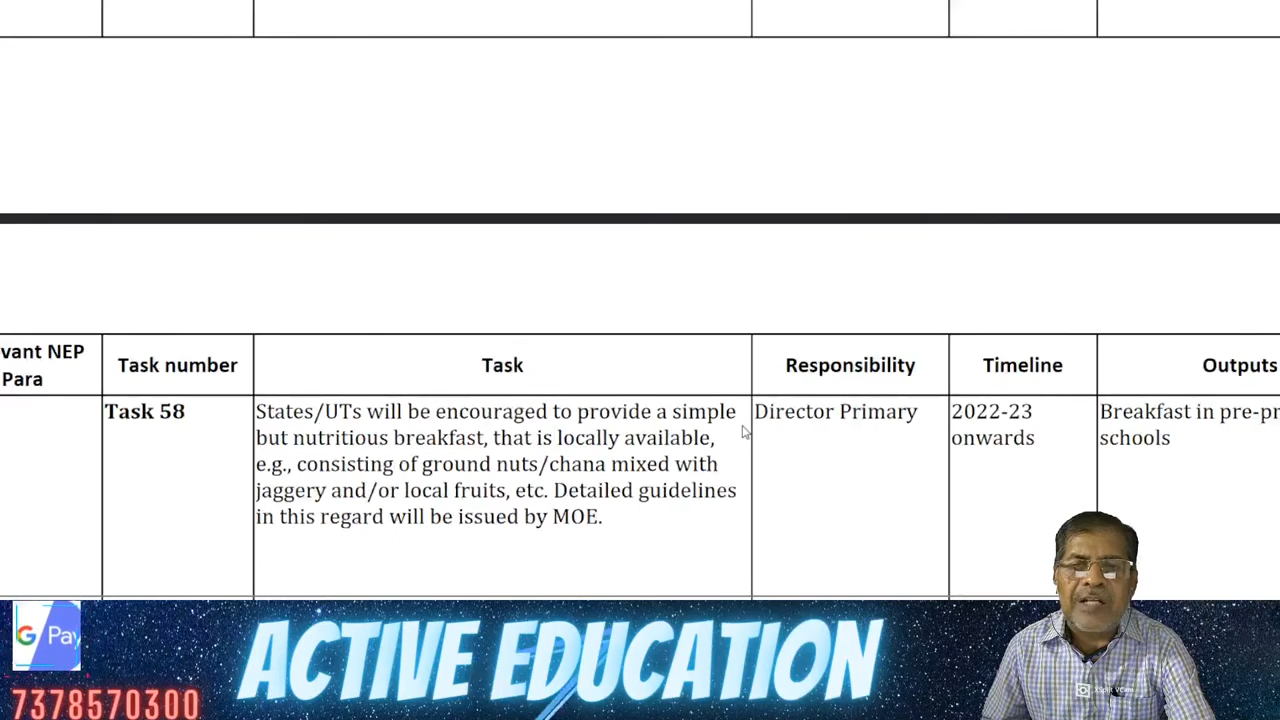 vant NEP
Para
Task number
Task
Responsibility
Timeline
Outputs
Task 58
States/UTs will be encouraged to provide a simple
but nutritious breakfast, that is locally available,
e.g., consisting of ground nuts/chana mixed with
jaggery and/or local fruits, etc. Detailed guidelines
in this regard will be issued by MOE.
Director Primary
2022-23
onwards
Breakfast in pre-pr
schools
G Pay
ACTIVE EDUCATION
7378570300
XSplit VCam